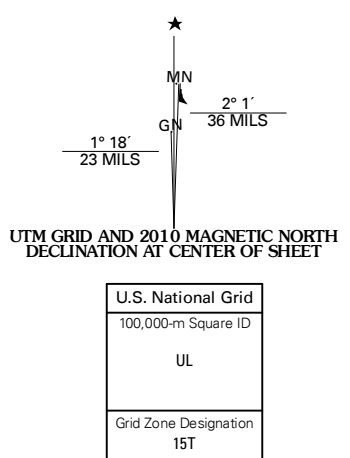 ★
MN
2° 1´
36 MILS
GN
1° 18´
23 MILS
UTM GRID AND 2010 MAGNETIC NORTH
DECLINATION AT CENTER OF SHEET
U.S. National Grid
100,000-m Square ID
UL
Grid Zone Designation
15T